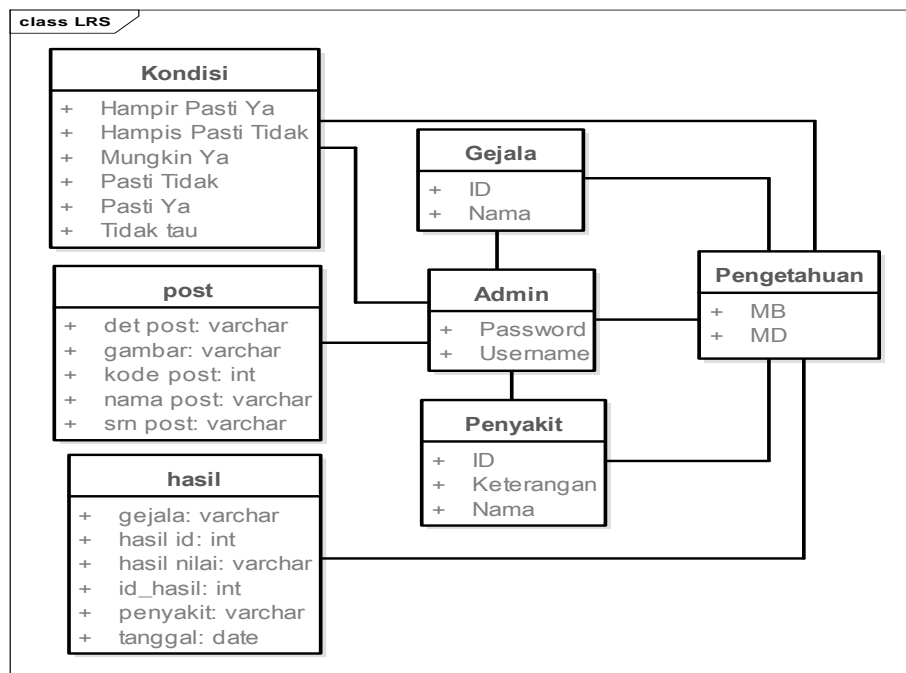 class LRS
Kondisi
+ Hampir Pasti Ya
+ Hampis Pasti Tidak
+ Mungkin Ya
+ Pasti Tidak
+ Pasti Ya
+ Tidak tau
Gejala
+ ID
+ Nama
post
+ det post: varchar
+ gambar: varchar
+ kode post: int
+ nama post: varchar
+ srn post: varchar
Admin
+ Password
+ Username
Pengetahuan
+ MB
+ MD
Penyakit
+ ID
+ Keterangan
+ Nama
hasil
+ gejala: varchar
+ hasil id: int
+ hasil nilai: varchar
+ id_hasil: int
+ penyakit: varchar
+ tanggal: date